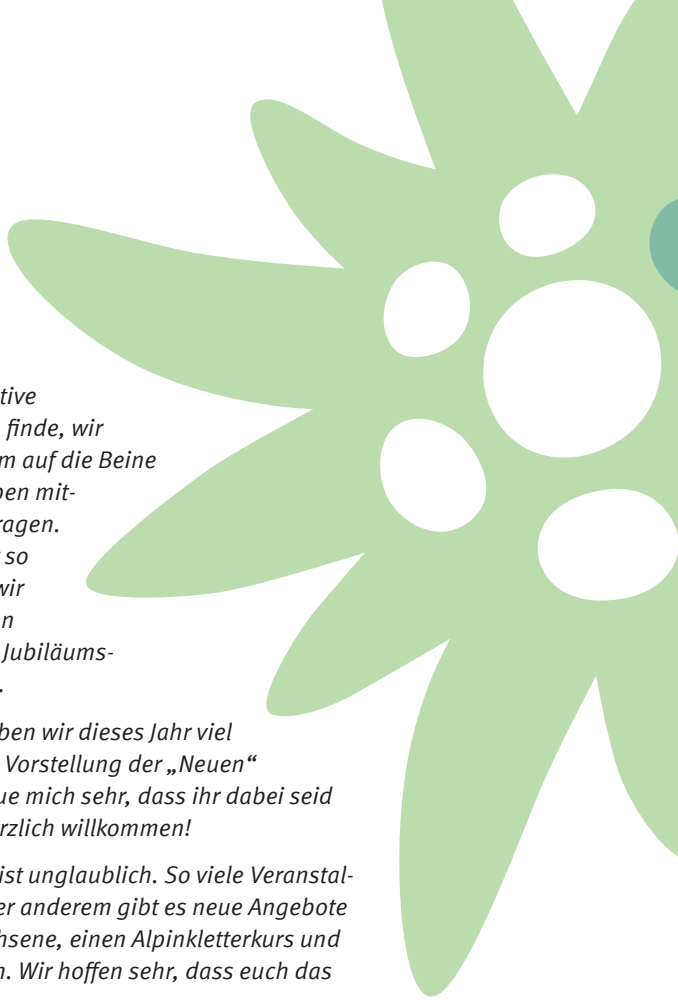 tive
finde, wir
m auf die Beine
ben mit-
ragen.
so
wir
n
Jubiläums-
.
ben wir dieses Jahr viel
Vorstellung der „Neuen“
ue mich sehr, dass ihr dabei seid
rzlich willkommen!
ist unglaublich. So viele Veranstal-
er anderem gibt es neue Angebote
hsene, einen Alpinkletterkurs und
n. Wir hoffen sehr, dass euch das